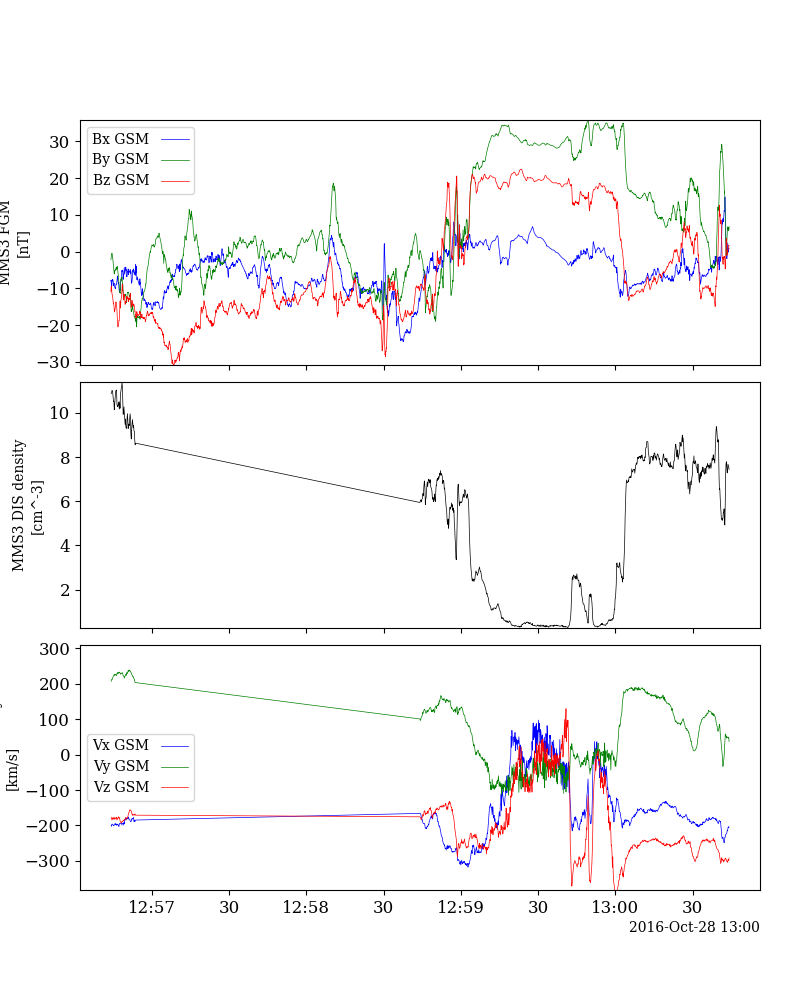 30
20
10
0
−10
−20
−30
MMS3 FGM
[nT]
Bx GSM
By GSM
Bz GSM
10
8
6
4
2
MMS3 DIS density
[cm^-3]
300
200
100
0
−100
−200
−300
[km/s]
Vx GSM
Vy GSM
Vz GSM
12:57 30 12:58 30 12:59 30 13:00 30
2016-Oct-28 13:00